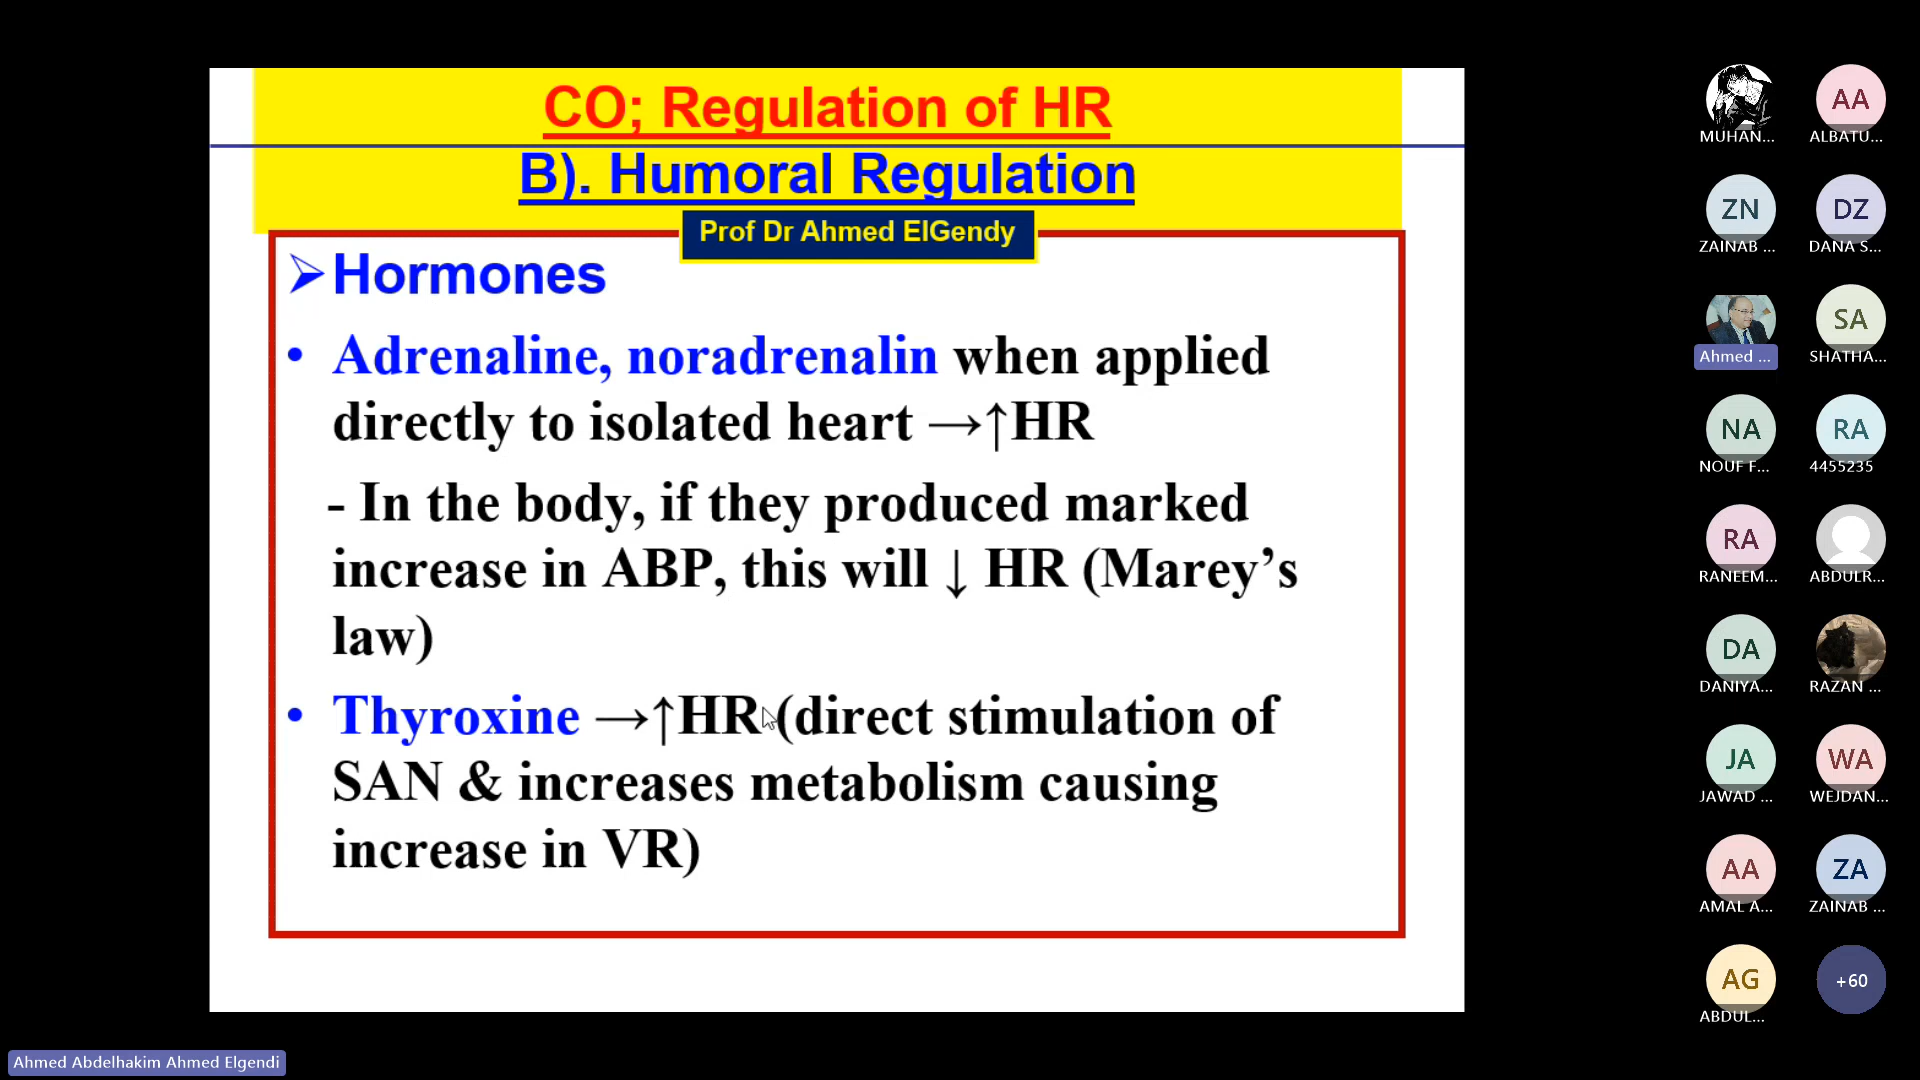 CO; Regulation of HR
B). Humoral Regulation
Prof Dr Ahmed ElGendy
➢Hormones
• Adrenaline, noradrenalin when applied
directly to isolated heart →↑HR
- In the body, if they produced marked
increase in ABP, this will ↓ HR (Marey’s
law)
• Thyroxine →↑HR (direct stimulation of
SAN & increases metabolism causing
increase in VR)
MUHAN...
AA
ALBATU...
ZN
ZAINAB ...
DZ
DANA S...
Ahmed ...
SA
SHATHA...
NA
NOUF F...
RA
4455235
RA
RANEEM...
ABDULR...
DA
DANIYA...
RAZAN ...
JA
JAWAD ...
WA
WEJDAN...
AA
AMAL A...
ZA
ZAINAB ...
AG
ABDUL...
+60
Ahmed Abdelhakim Ahmed Elgendi